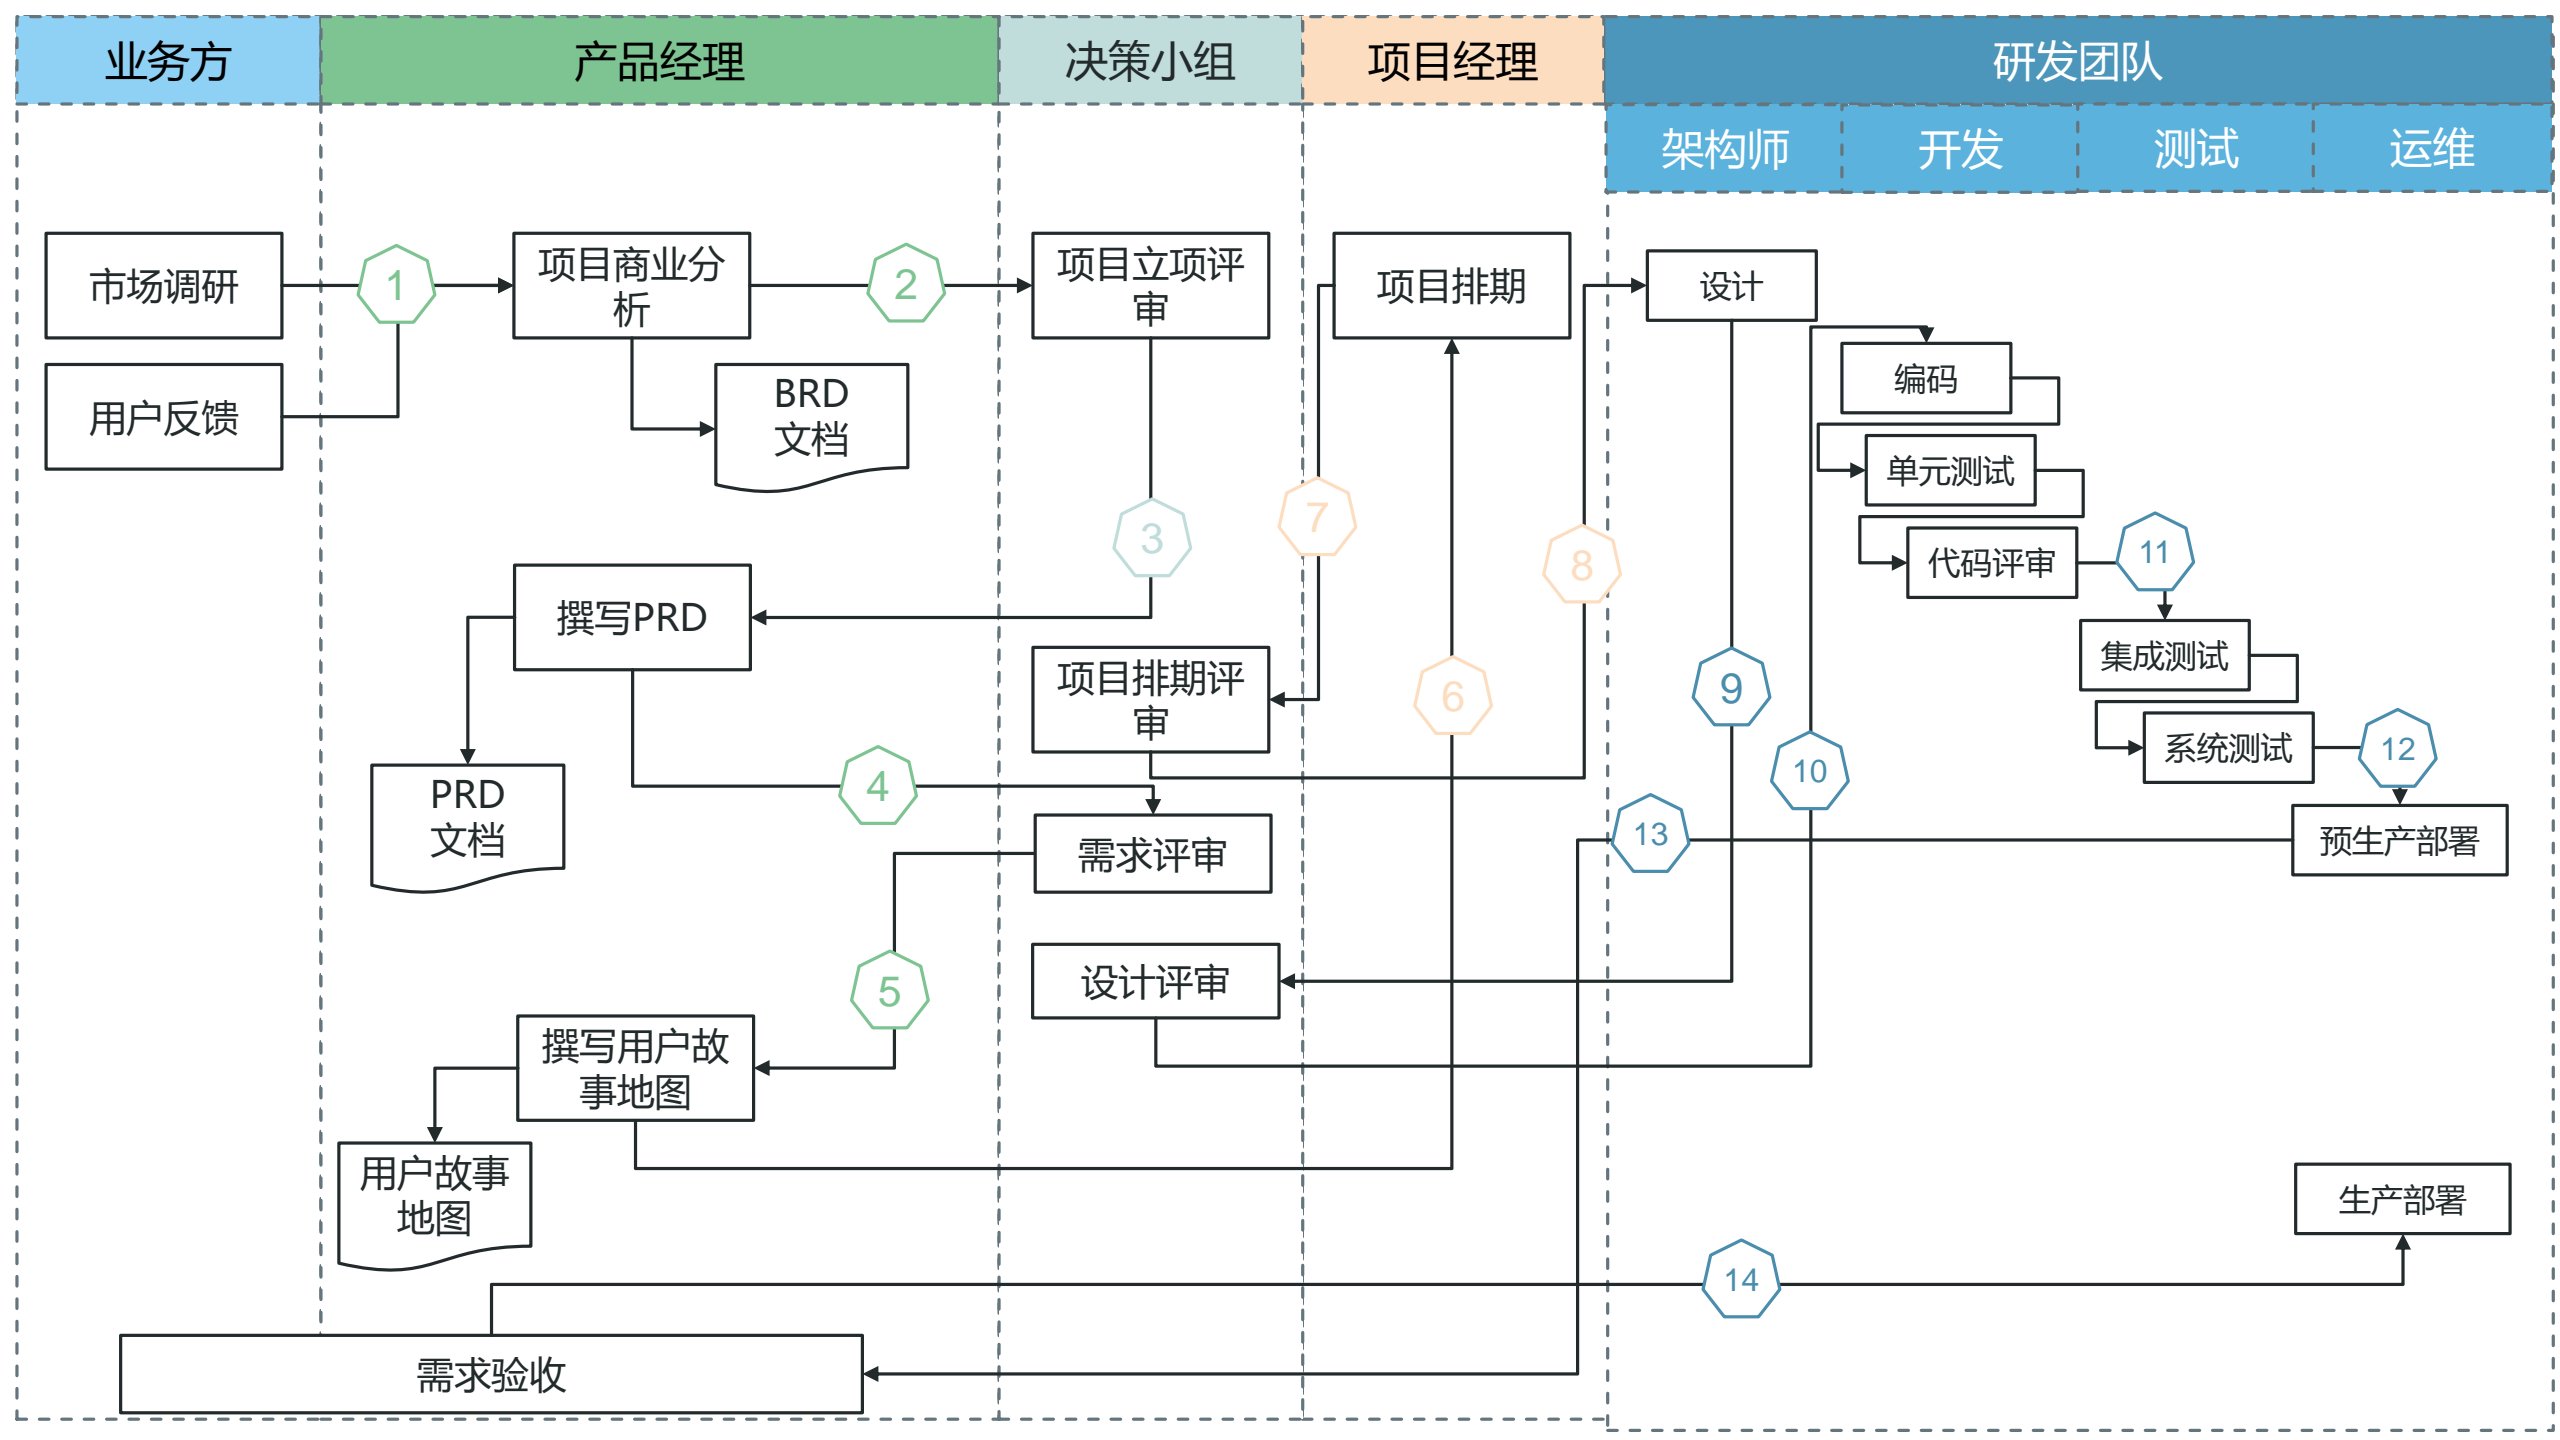 业务方
产品经理
决策小组
项目经理
研发团队
架构师
开发
测试
运维
市场调研
1
项目商业分
析
2
项目立项评
审
项目排期
设计
用户反馈
BRD
文档
编码
单元测试
3
7
8
代码评审
11
撰写PRD
项目排期评
审
6
9
集成测试
10
系统测试
12
PRD
文档
4
需求评审
13
预生产部署
5
设计评审
撰写用户故
事地图
用户故事
地图
生产部署
14
需求验收